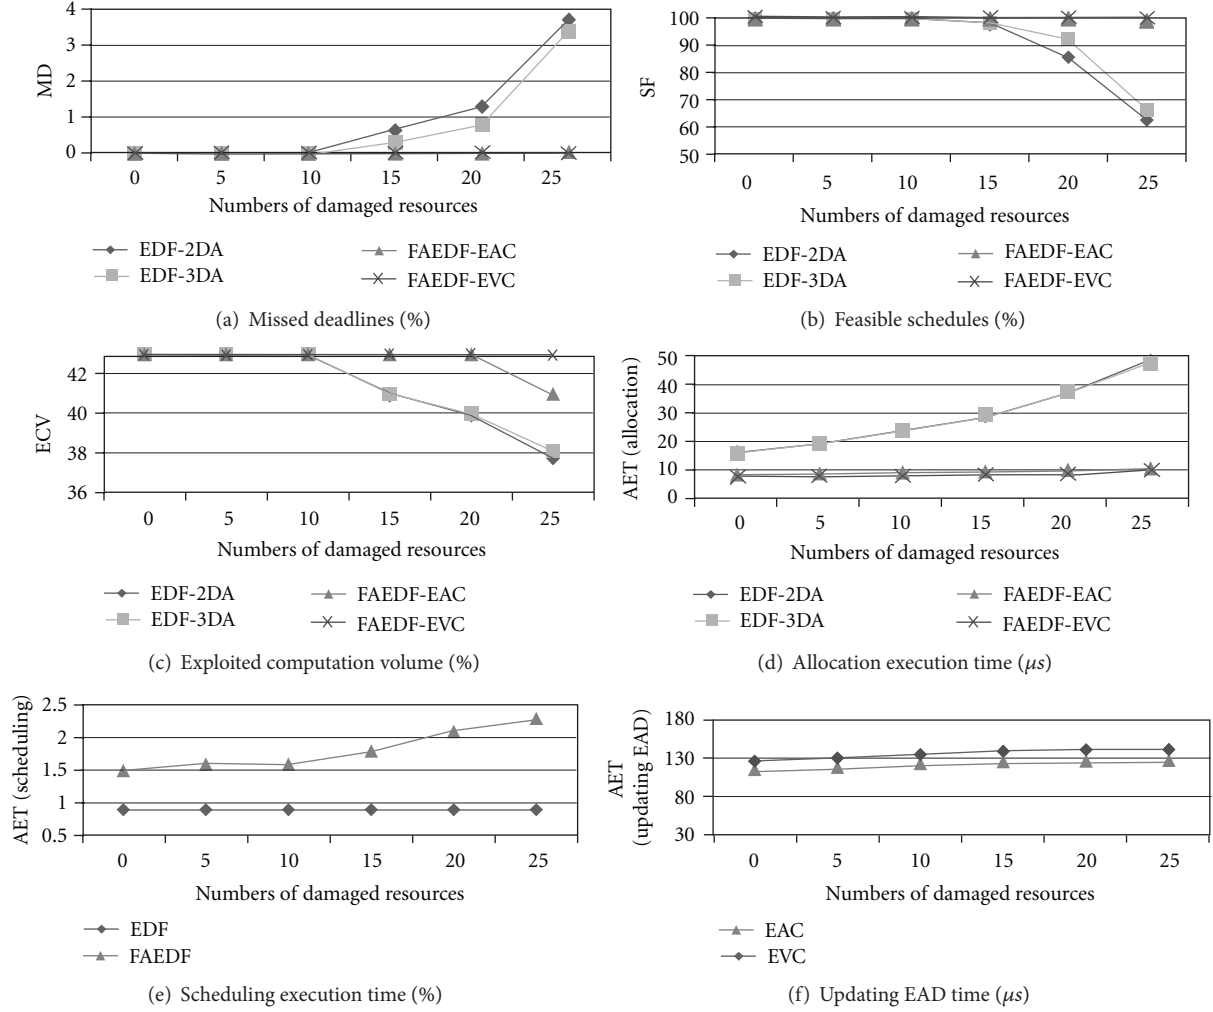 4
3
2
1
0
MD
0 5 10 15 20 25
Numbers of damaged resources
EDF-2DA
EDF-3DA
FAEDF-EAC
FAEDF-EVC
(a) Missed deadlines (%)
100
90
80
70
60
50
SF
0 5 10 15 20 25
Numbers of damaged resources
EDF-2DA
EDF-3DA
FAEDF-EAC
FAEDF-EVC
(b) Feasible schedules (%)
42
40
38
36
ECV
0 5 10 15 20 25
Numbers of damaged resources
EDF-2DA
EDF-3DA
FAEDF-EAC
FAEDF-EVC
(c) Exploited computation volume (%)
50
40
30
20
10
0
AET (allocation)
0 5 10 15 20 25
Numbers of damaged resources
EDF-2DA
EDF-3DA
FAEDF-EAC
FAEDF-EVC
(d) Allocation execution time (μs)
2.5
2
1.5
1
0.5
AET (scheduling)
0 5 10 15 20 25
Numbers of damaged resources
EDF
FAEDF
(e) Scheduling execution time (%)
180
130
80
30
AET
(updating EAD)
0 5 10 15 20 25
Numbers of damaged resources
EAC
EVC
(f) Updating EAD time (μs)